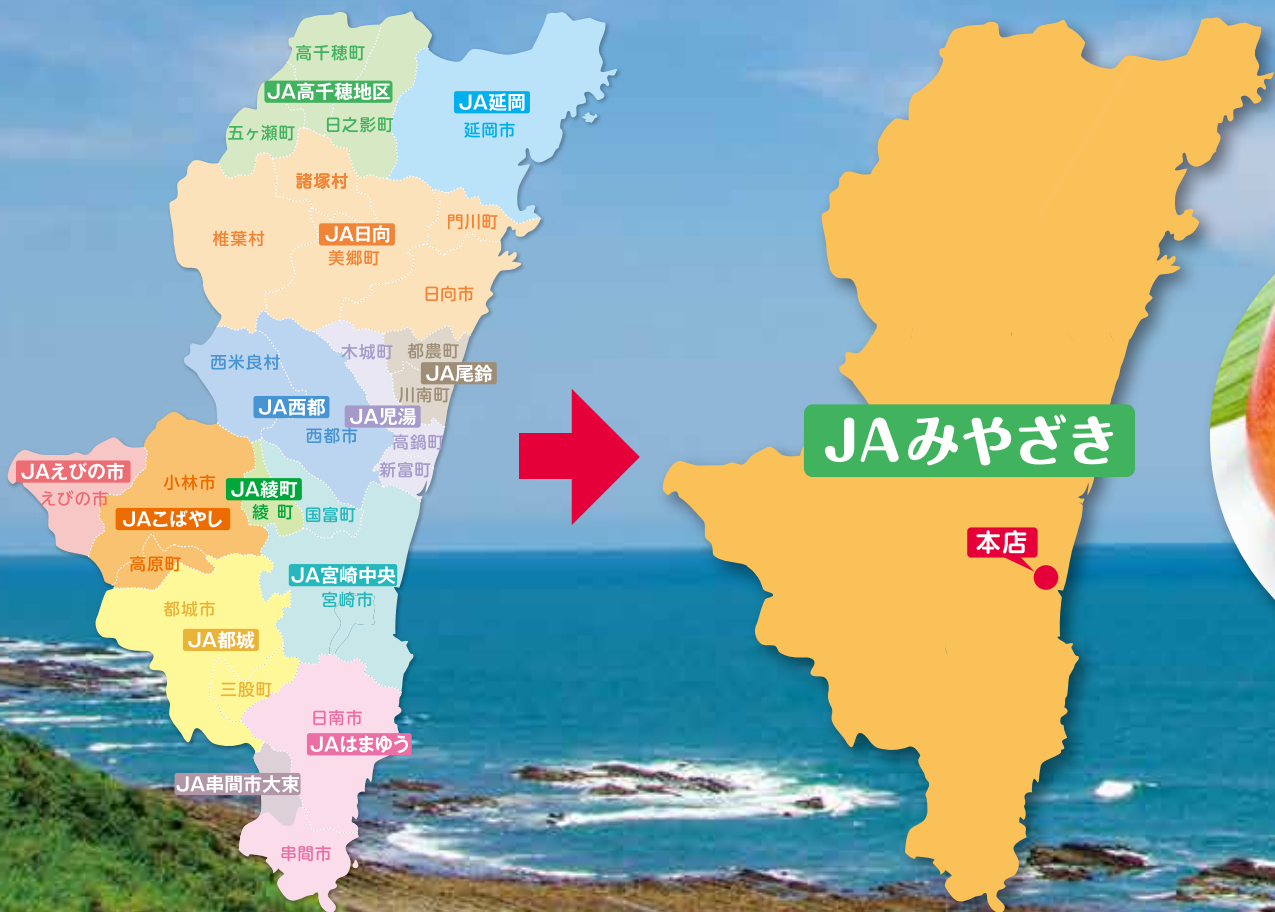 高千穂町
JA高千穂地区
五ヶ瀬町
日之影町
JA延岡
延岡市
諸塚村
椎葉村
JA日向
美郷町
門川町
日向市
西米良村
木城町
都農町
JA尾鈴
川南町
JA西都
JA児湯
西都市
高鍋町
新富町
JAえびの市
えびの市
小林市
JAこばやし
JA綾町
綾 町
国富町
高原町
JA宮崎中央
宮崎市
都城市
JA都城
三股町
日南市
JAはまゆう
JA串間市大束
串間市
JAみやざき
本店